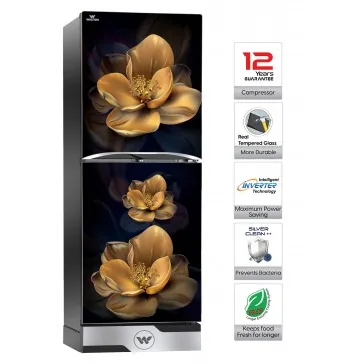 WALTON
12
Years
GUARANTEE
Compressor
Real
Tempered Glass
More Durable
Intelligent
INVERTER
Technology
Maximum Power
Saving
SILVER
CLEAN ++
Prevents Bacteria
Keeps food
Fresh for longer
W